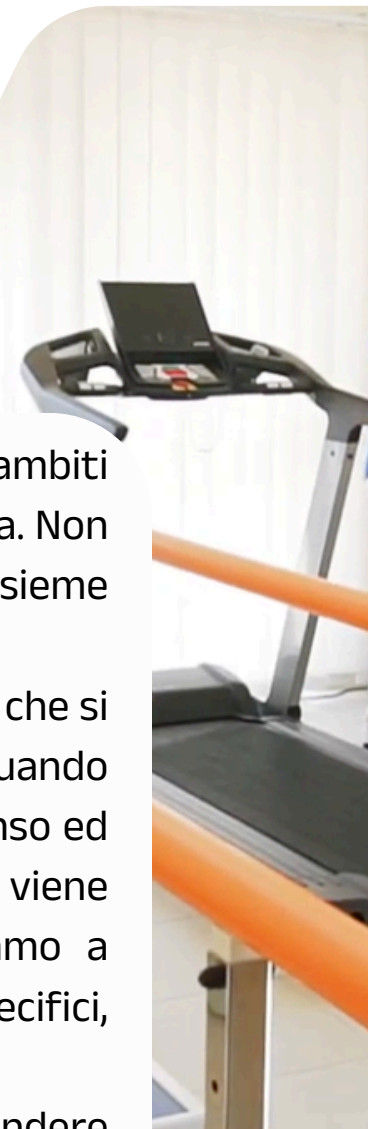 ambiti
a. Non
sieme
che si
uando
nso ed
viene
mo a
ecifici,